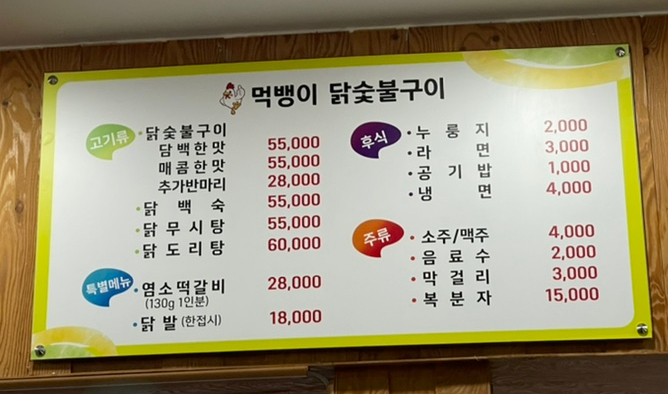 먹뱅이 닭숯불구이
고기류
• 닭숯불구이
담백한맛 55,000
매콤한맛 55,000
추가반마리 28,000
• 닭 백 숙 55,000
• 닭 무 시 탕 55,000
• 닭 도 리 탕 60,000
특별메뉴
• 염소떡갈비 28,000
(130g 1인분)
• 닭 발 (한접시) 18,000
후식
• 누 룽 지 2,000
• 라 면 3,000
• 공 기 밥 1,000
• 냉 면 4,000
주류
• 소주/맥주 4,000
• 음 료 수 2,000
• 막 걸 리 3,000
• 복 분 자 15,000